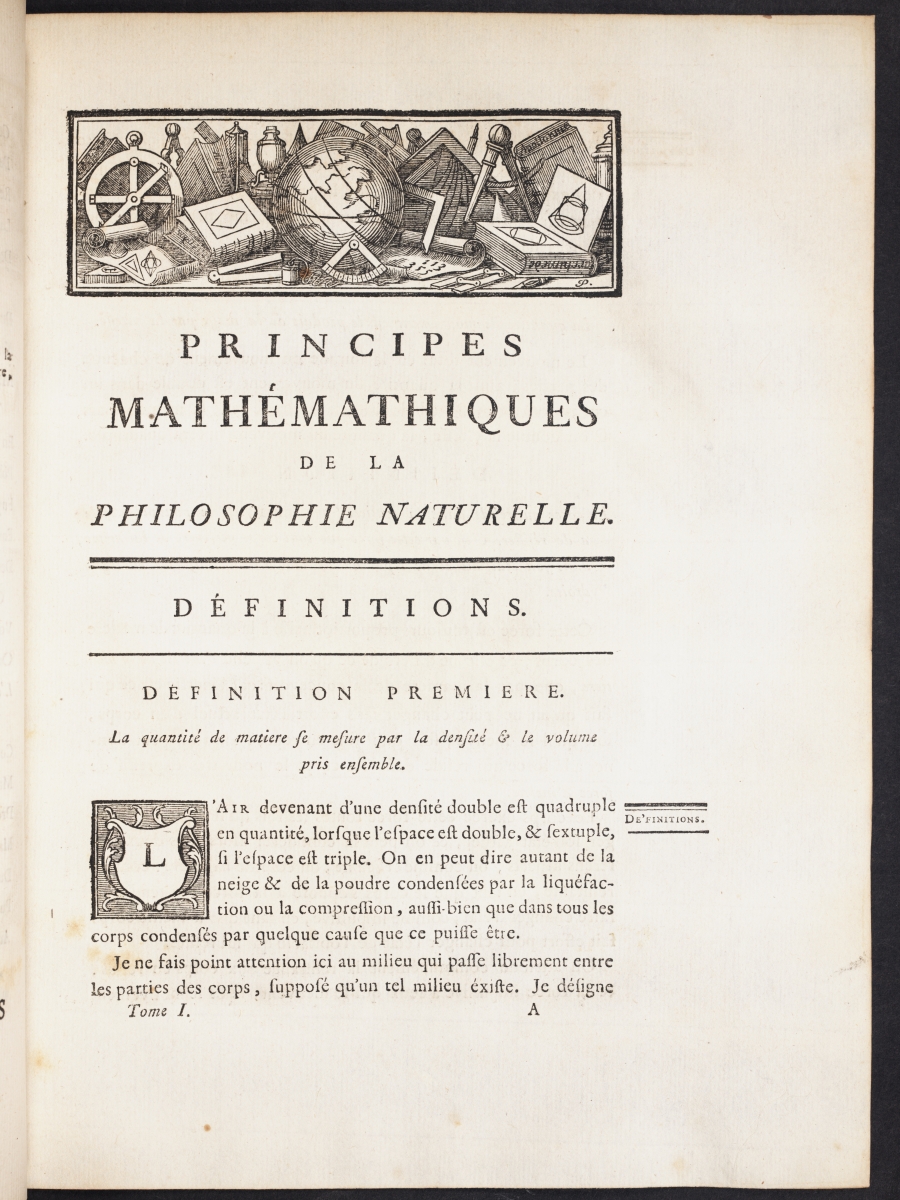 PRINCIPES
MATHÉMATHIQUES
DE LA
PHILOSOPHIE NATURELLE.
DÉFINITIONS.
DÉFINITION PREMIERE.
La quantité de matiere ſe meſure par la denſité & le volume
pris enſemble.
L'AIR devenant d'une denſité double eſt quadruple
DE'FINITIONS.
en quantité, lorſque l'eſpace eſt double, & ſextuple,
ſi l'eſpace eſt triple. On en peut dire autant de la
neige & de la poudre condenſées par la liquéfac-
tion ou la compreſſion, auſſi-bien que dans tous les
corps condenſés par quelque cauſe que ce puiſſe être.
Je ne fais point attention ici au milieu qui paſſe librement entre
les parties des corps, ſuppoſé qu'un tel milieu éxiſte. Je déſigne
Tome I. A